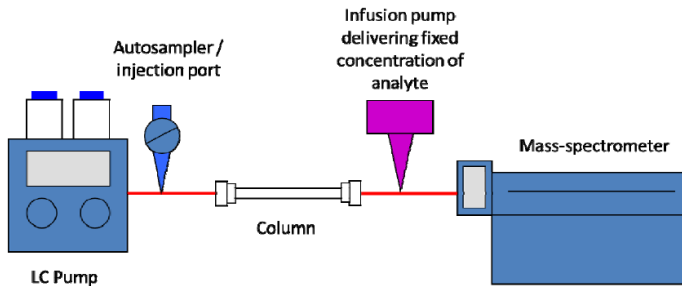 Autosampler /
injection port
Infusion pump
delivering fixed
concentration of
analyte
Mass-spectrometer
Column
LC Pump